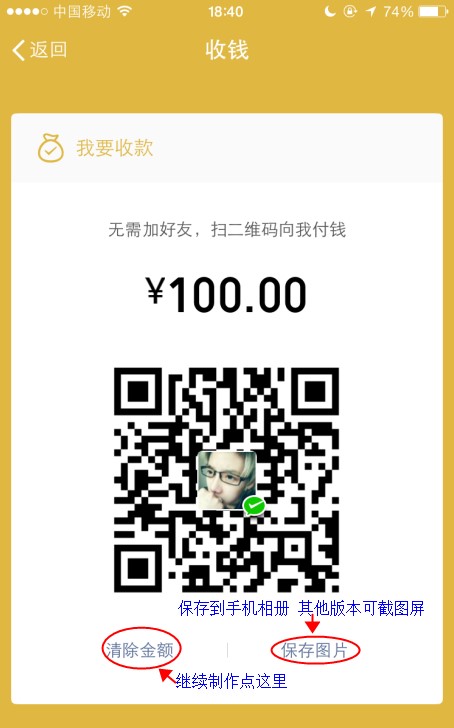 中国移动 18:40 74%
返回 收钱
我要收款
无需加好友，扫二维码向我付钱
¥100.00
保存到手机相册 其他版本可截图屏
清除金额 保存图片
继续制作点这里